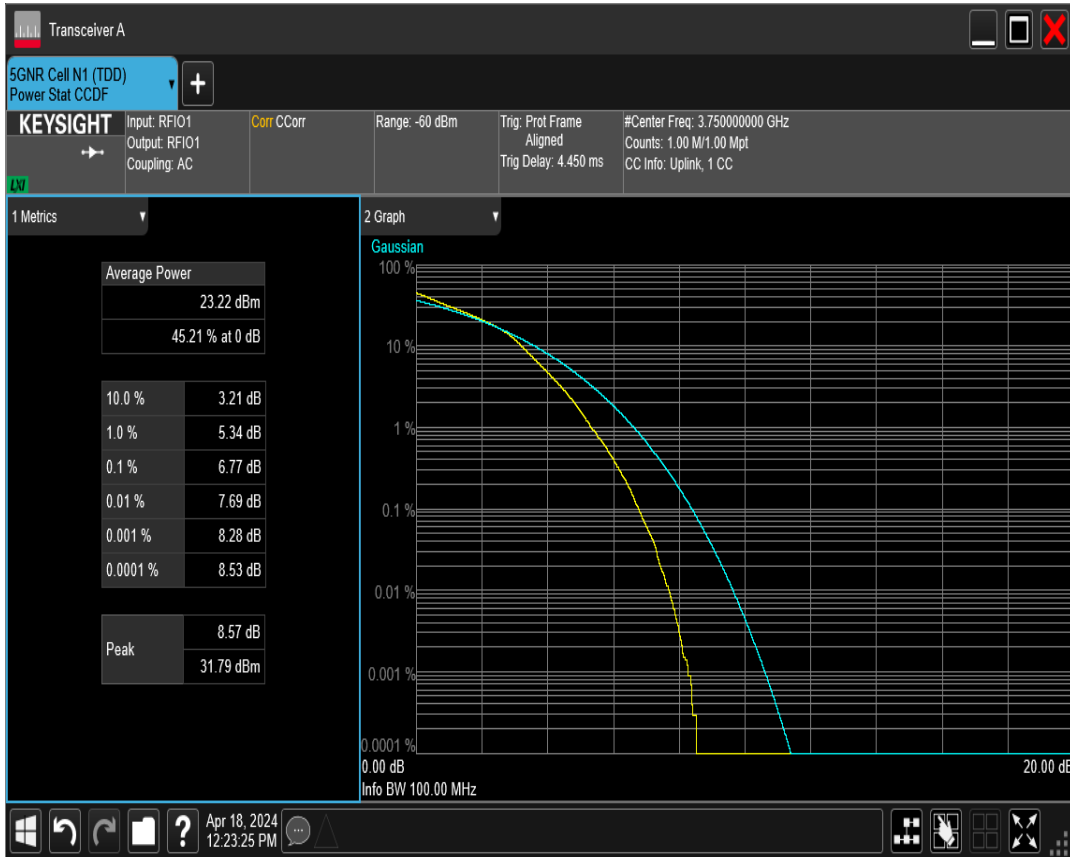 Transceiver A
5GNR Cell N1 (TDD)
Power Stat CCDF
KEYSIGHT
LXI
Input: RFIO1
Output: RFIO1
Coupling: AC
Corr CCorr
Range: -60 dBm
Trig: Prot Frame
Aligned
Trig Delay: 4.450 ms
#Center Freq: 3.750000000 GHz
Counts: 1.00 M/1.00 Mpt
CC Info: Uplink, 1 CC
1 Metrics
Average Power
23.22 dBm
45.21 % at 0 dB
10.0 % 3.21 dB
1.0 % 5.34 dB
0.1 % 6.77 dB
0.01 % 7.69 dB
0.001 % 8.28 dB
0.0001 % 8.53 dB
Peak
8.57 dB
31.79 dBm
2 Graph
Gaussian
100 %
10 %
1 %
0.1 %
0.01 %
0.001 %
0.0001 %
0.00 dB 20.00 dB
Info BW 100.00 MHz
?
Apr 18, 2024
12:23:25 PM